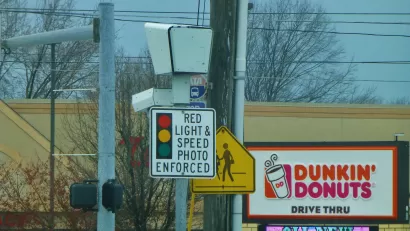 RED
LIGHT &
SPEED
PHOTO
ENFORCED
DUNKIN'
DONUTS
DRIVE THRU